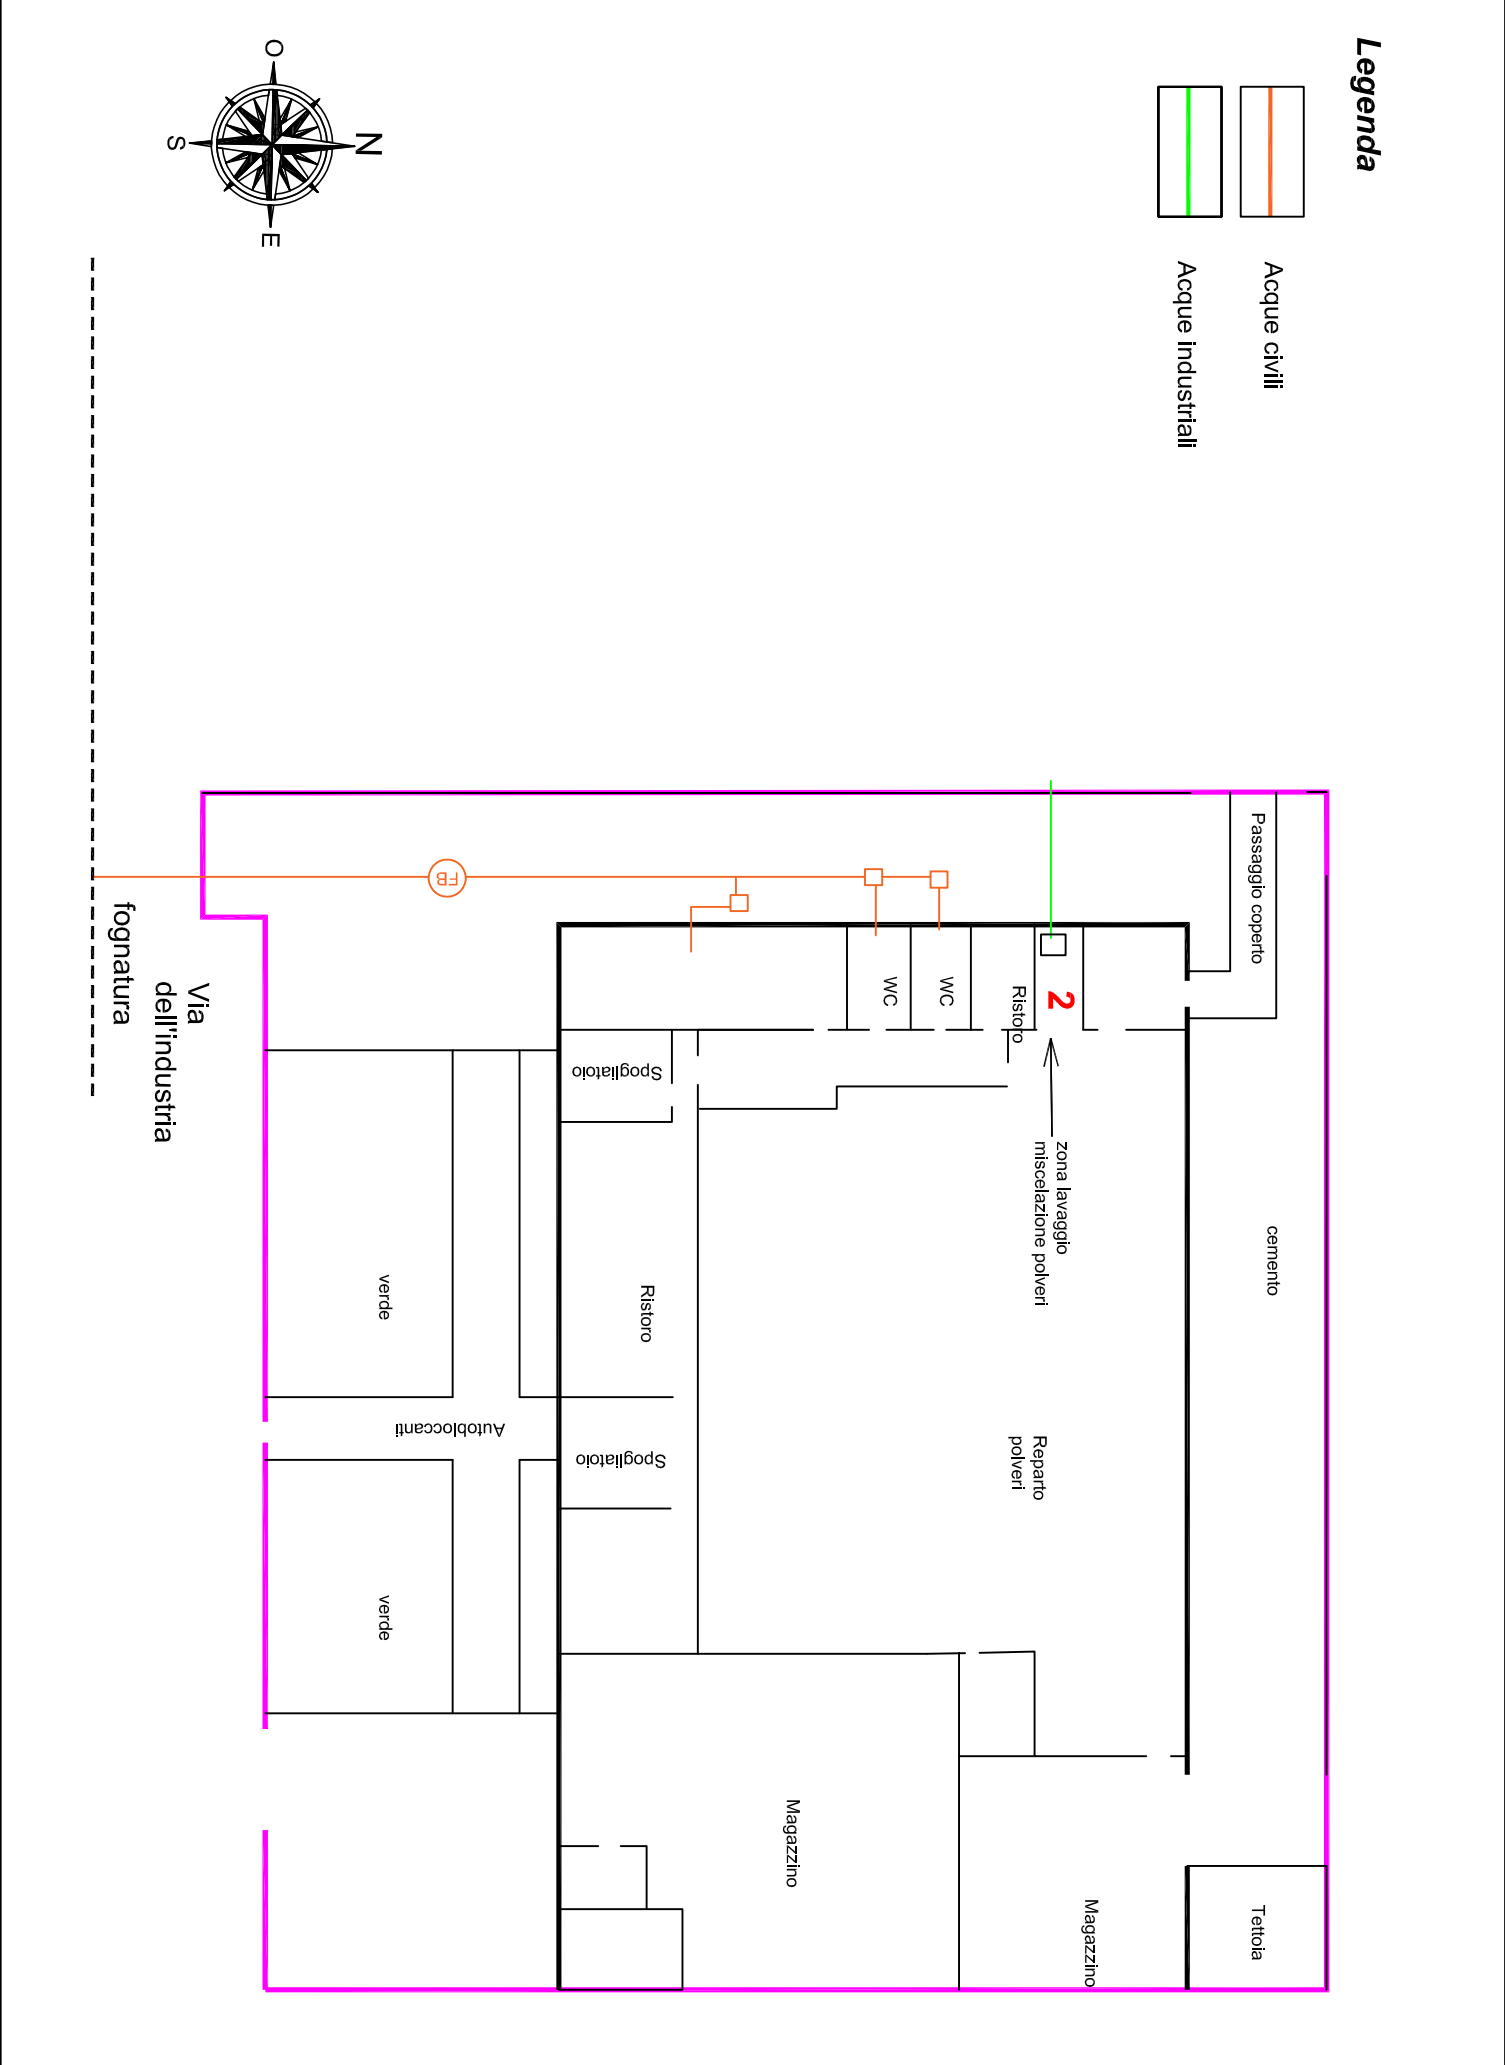 Legenda
Acque civili
Acque industriali
O
N
S
E
Passaggio coperto
cemento
Tettoia
2
Ristoro
WC
WC
zona lavaggio
miscelazione polveri
Reparto
polveri
Magazzino
Magazzino
Spogliatoio
Ristoro
Spogliatoio
FB
Autobloccanti
verde
verde
Via
dell'industria
fognatura